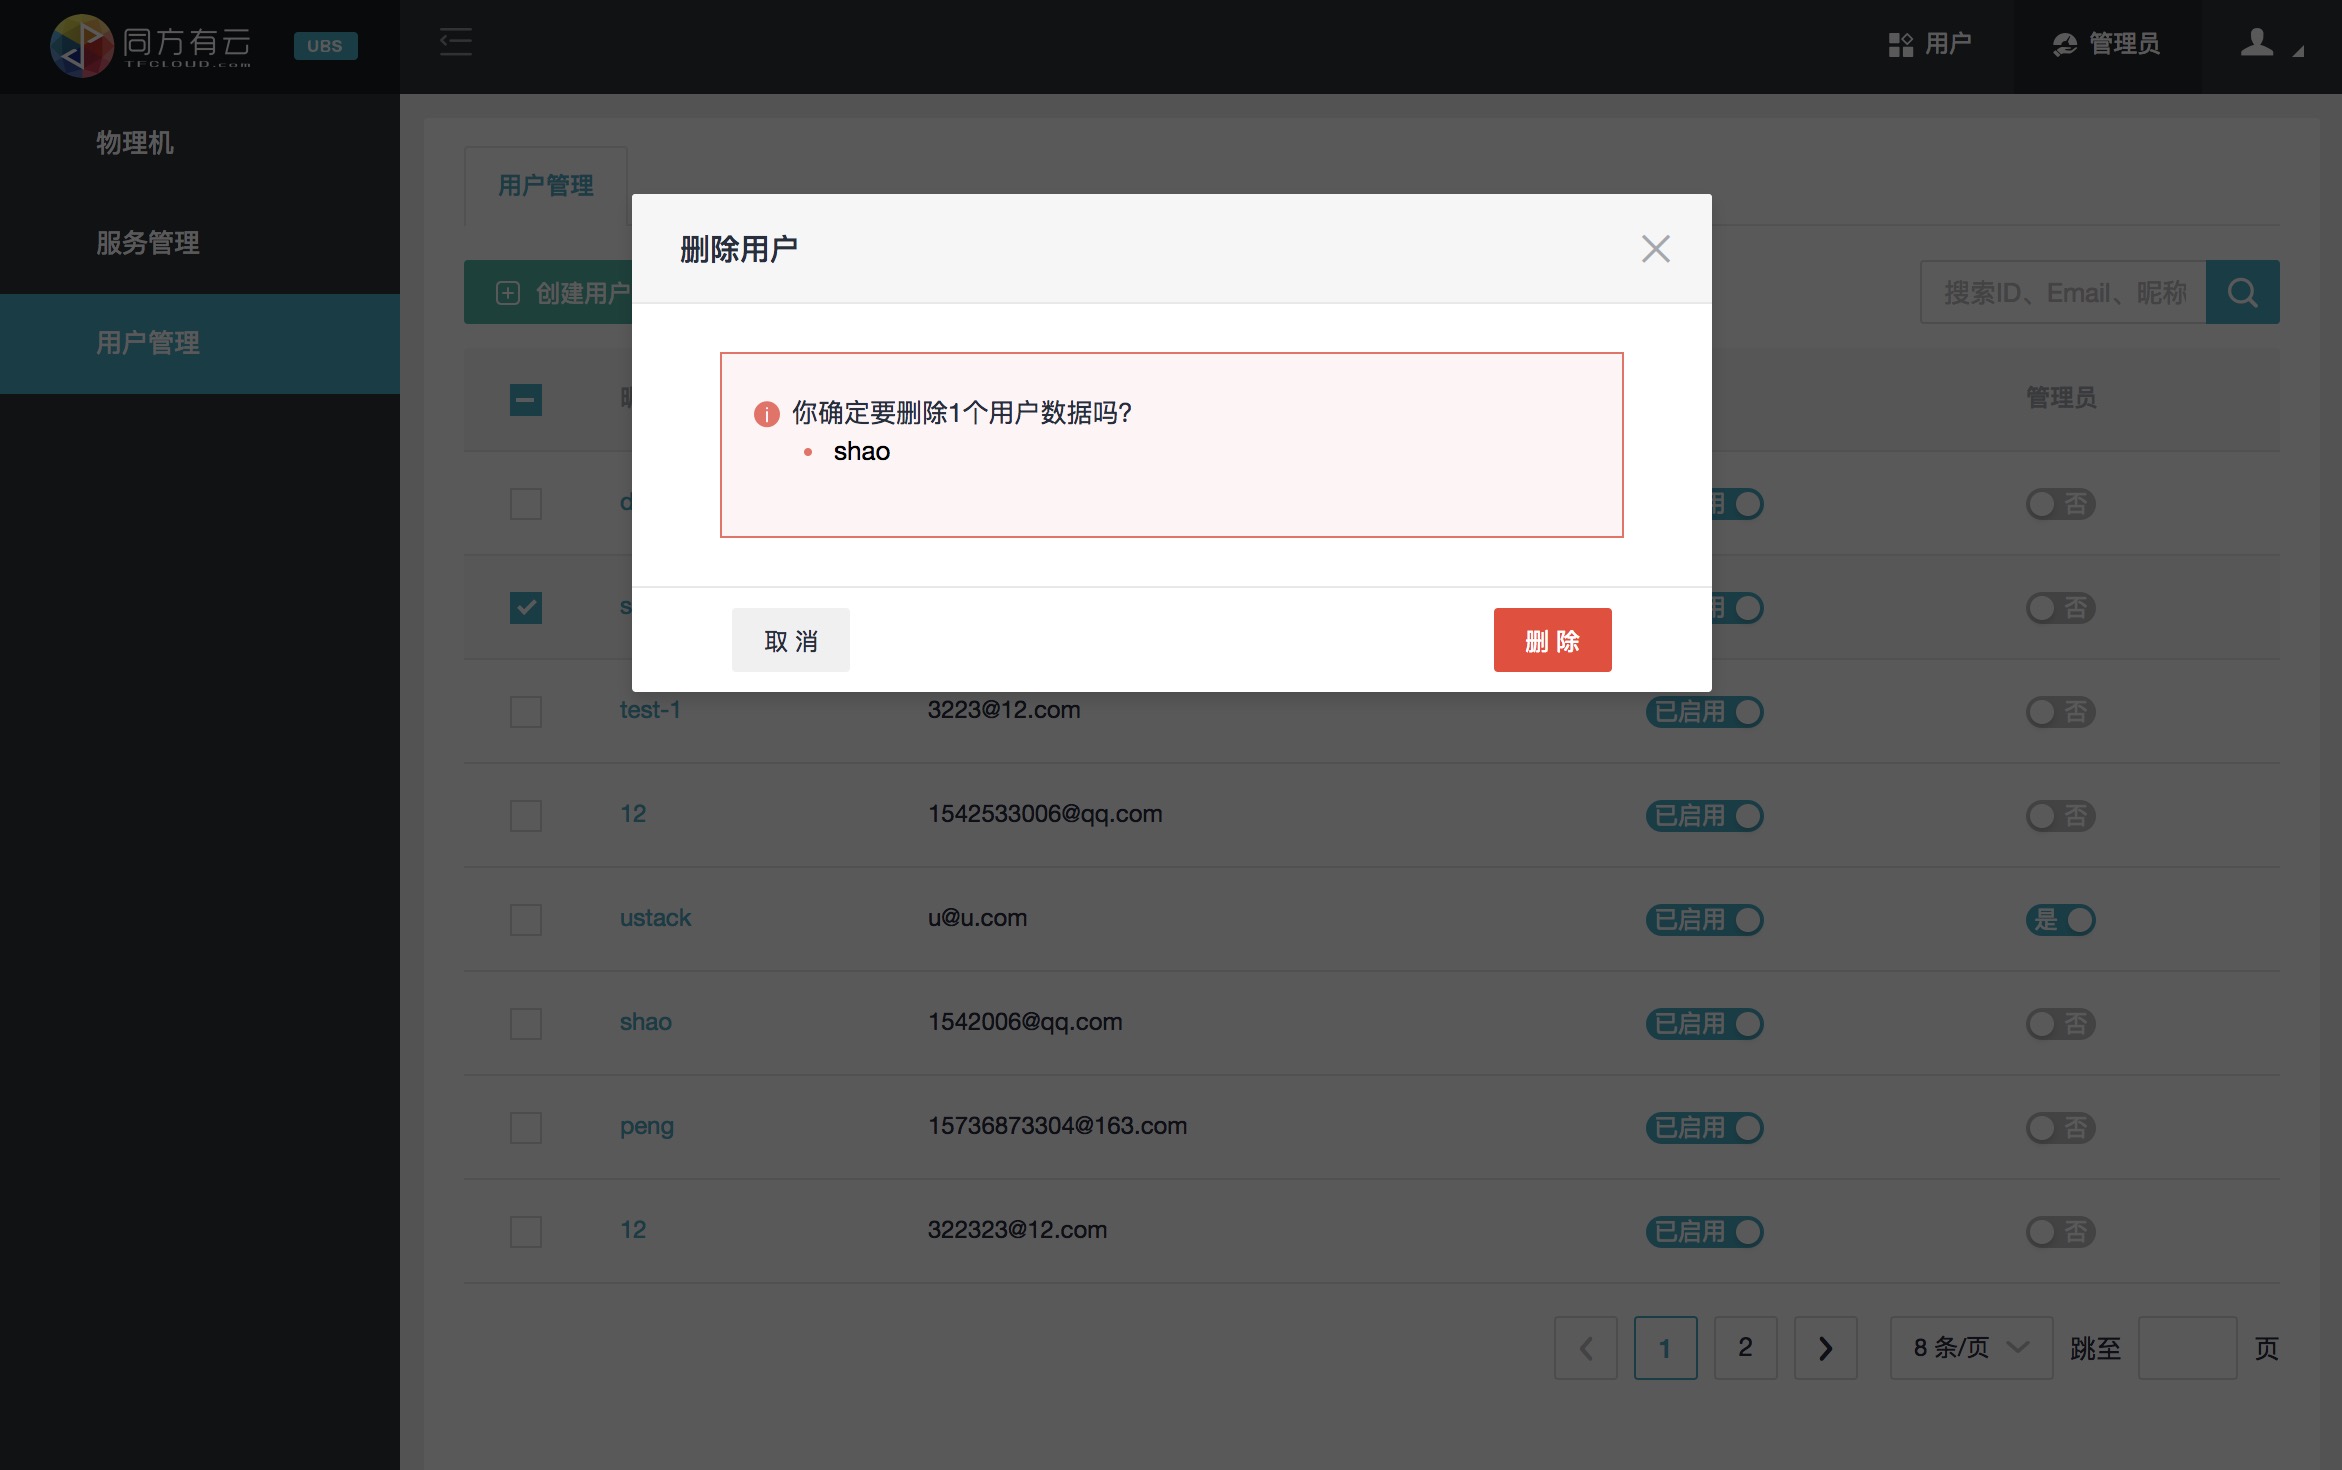 同方有云
TFCLOUD.com
UBS
用户
管理员
物理机
服务管理
用户管理
用户管理
创建用户
搜索ID、Email、昵称
管理员
删除用户
你确定要删除1个用户数据吗?
shao
取 消
删 除
否
否
test-1
3223@12.com
已启用
否
12
1542533006@qq.com
已启用
否
ustack
u@u.com
已启用
是
shao
1542006@qq.com
已启用
否
peng
15736873304@163.com
已启用
否
12
322323@12.com
已启用
否
1
2
8 条/页
跳至
页